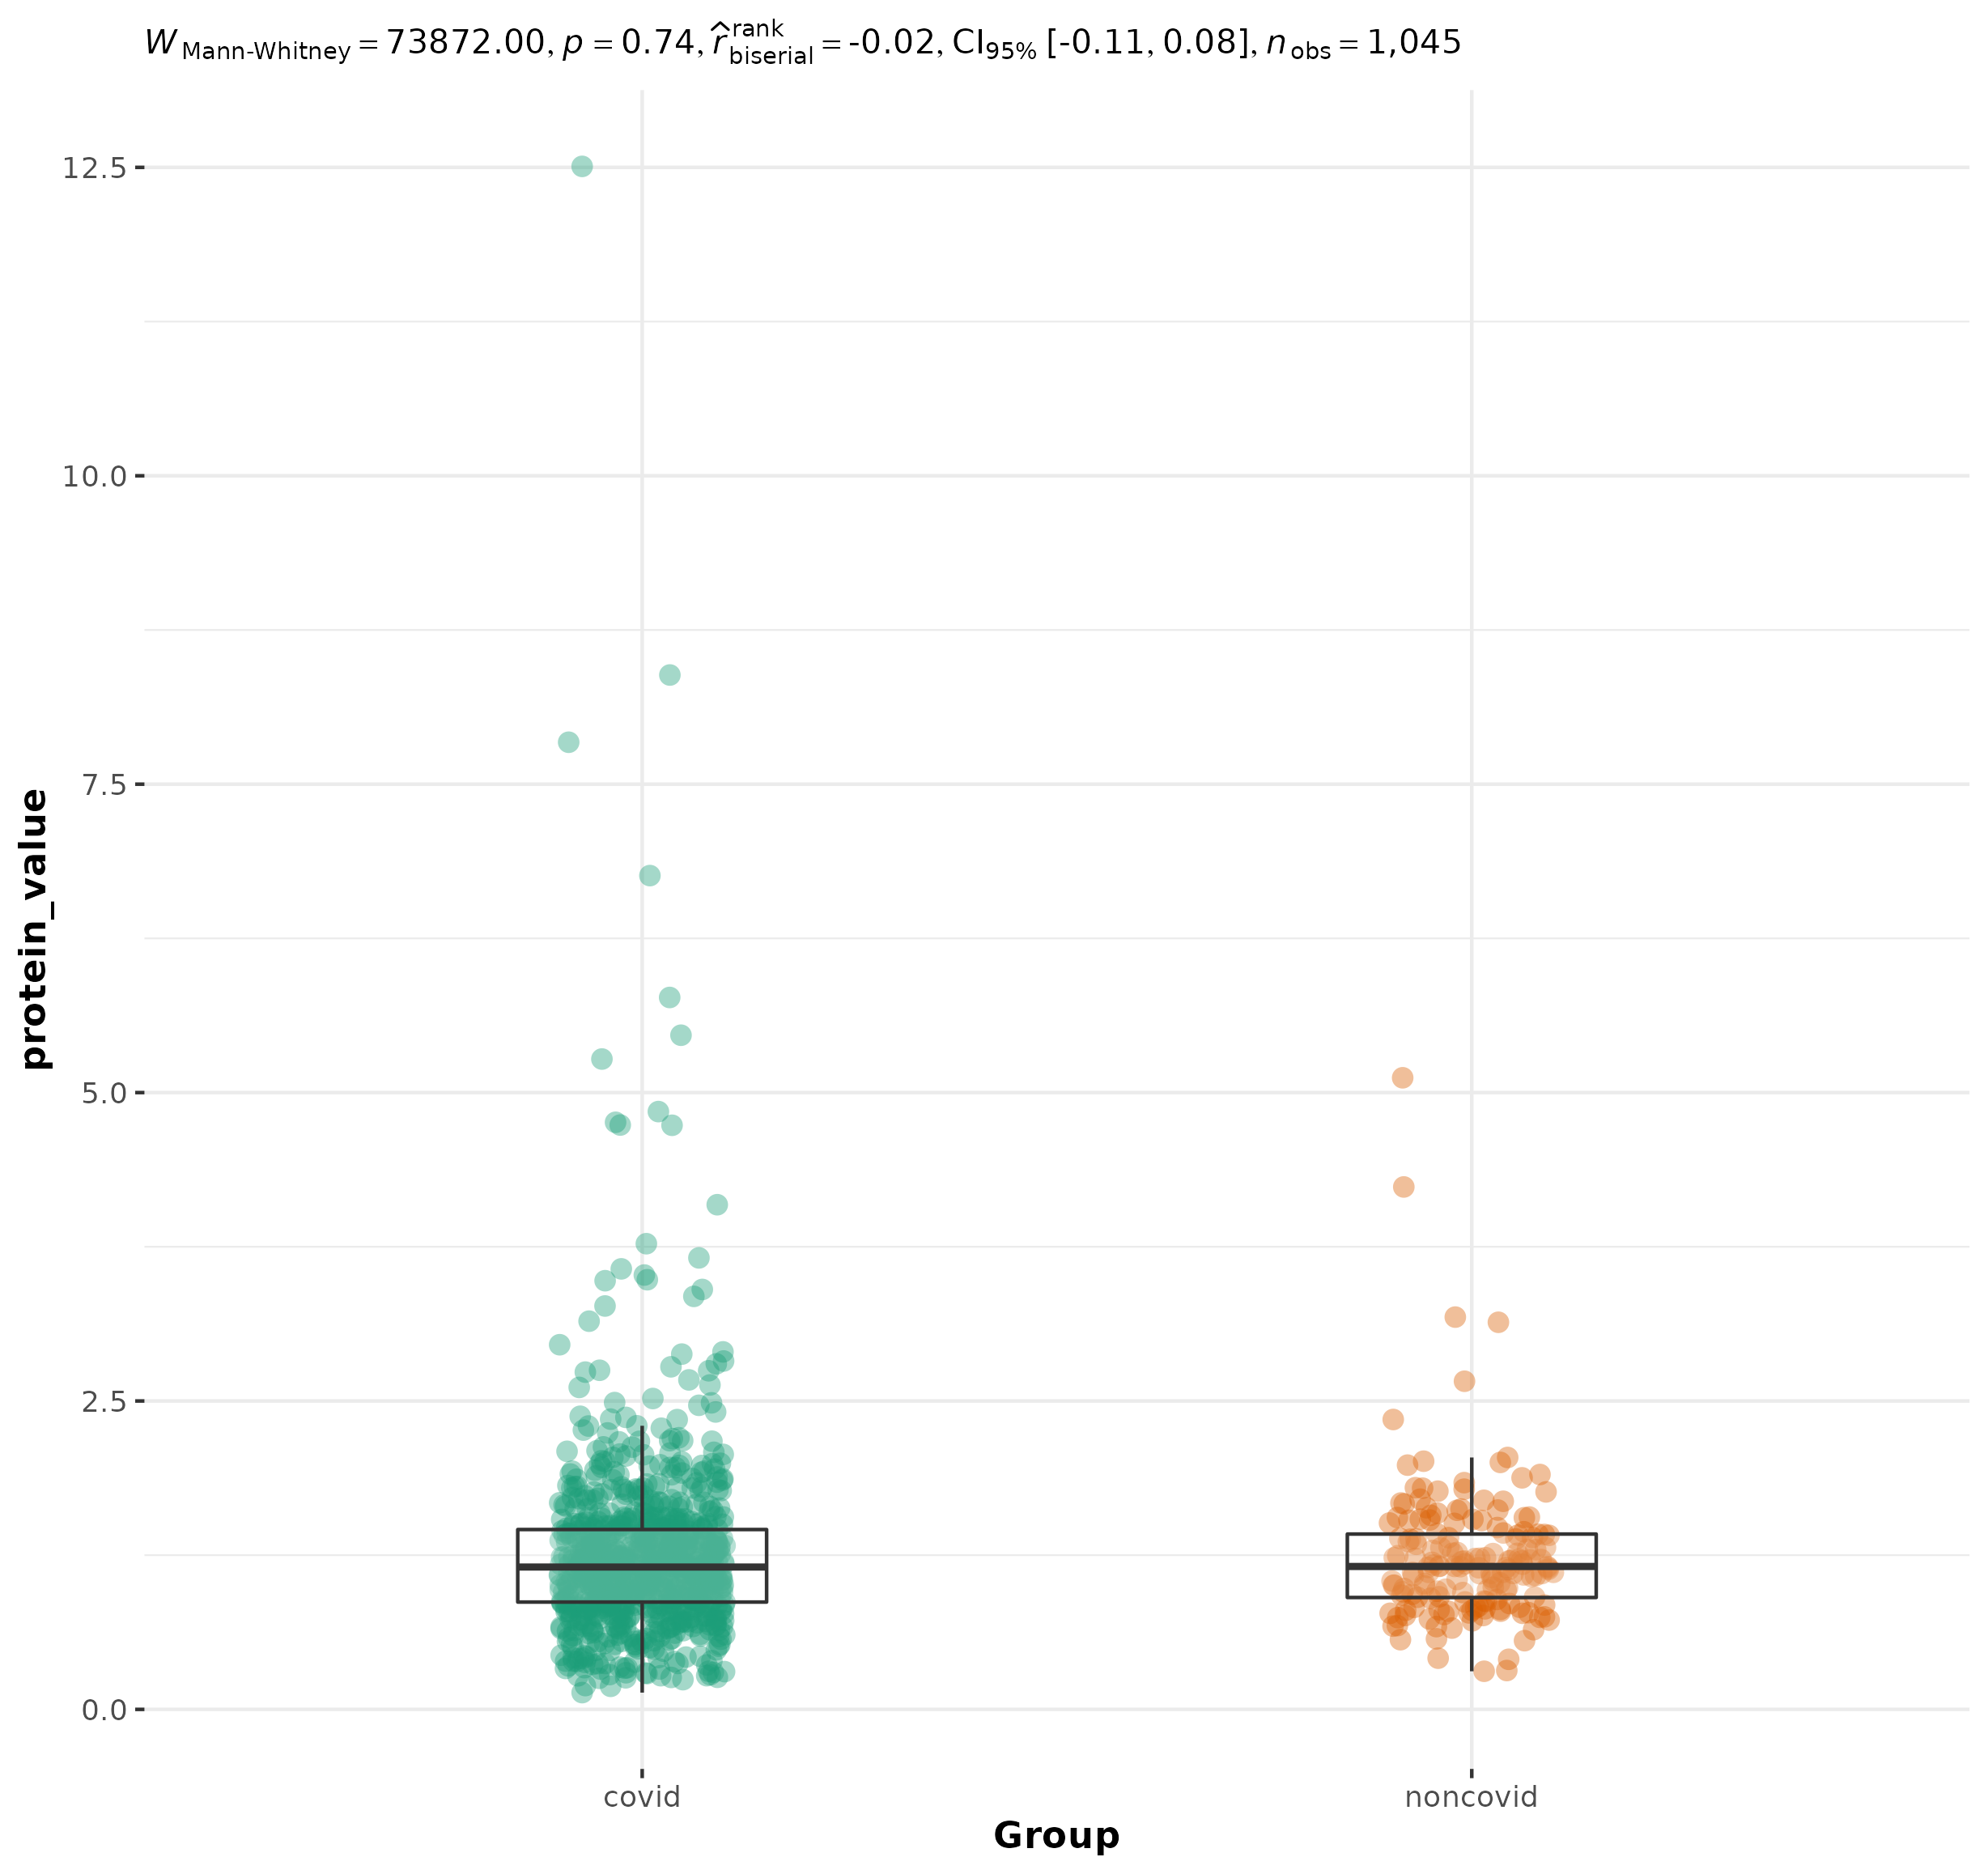 W Mann-Whitney = 73872.00, p = 0.74, r̂ rank biserial = -0.02, CI95% [-0.11, 0.08], n obs = 1,045
12.5
10.0
7.5
5.0
2.5
0.0
protein_value
covid noncovid
Group